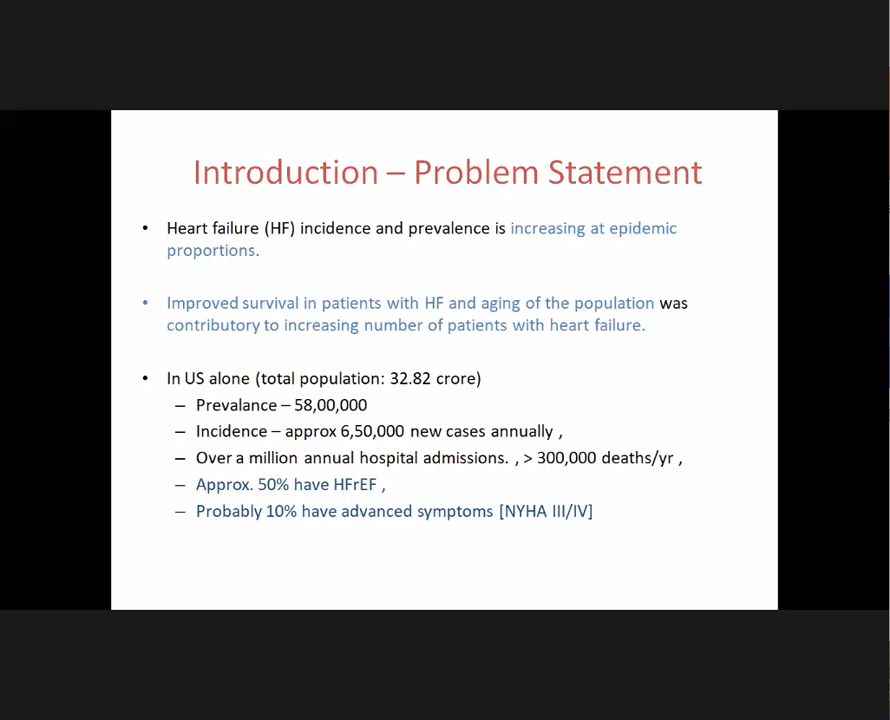 Introduction – Problem Statement
• Heart failure (HF) incidence and prevalence is increasing at epidemic
proportions.
• Improved survival in patients with HF and aging of the population was
contributory to increasing number of patients with heart failure.
• In US alone (total population: 32.82 crore)
– Prevalance – 58,00,000
– Incidence – approx 6,50,000 new cases annually ,
– Over a million annual hospital admissions. , > 300,000 deaths/yr ,
– Approx. 50% have HFrEF ,
– Probably 10% have advanced symptoms [NYHA III/IV]